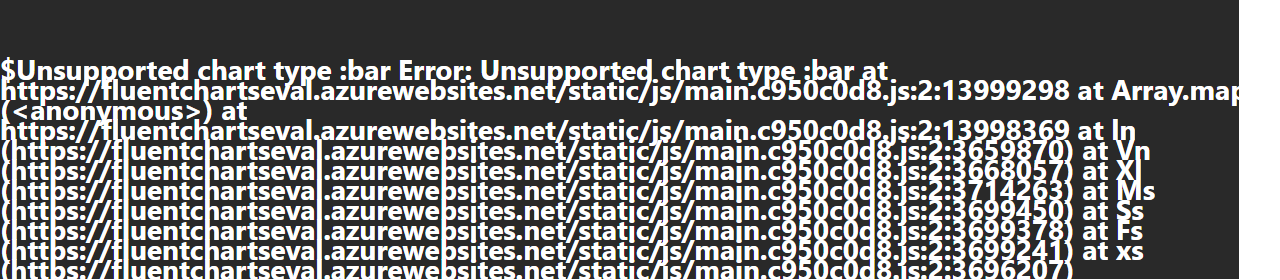 $Unsupported chart type :bar Error: Unsupported chart type :bar at
https://fluentchartseval.azurewebsites.net/static/js/main.c950c0d8.js:2:13999298 at Array.map
(<anonymous>) at
https://fluentchartseval.azurewebsites.net/static/js/main.c950c0d8.js:2:13998369 at ln
(https://fluentchartseval.azurewebsites.net/static/js/main.c950c0d8.js:2:3659870) at Vn
(https://fluentchartseval.azurewebsites.net/static/js/main.c950c0d8.js:2:3668057) at Xl
(https://fluentchartseval.azurewebsites.net/static/js/main.c950c0d8.js:2:3714263) at Ms
(https://fluentchartseval.azurewebsites.net/static/js/main.c950c0d8.js:2:3699450) at Ss
(https://fluentchartseval.azurewebsites.net/static/js/main.c950c0d8.js:2:3699378) at Fs
(https://fluentchartseval.azurewebsites.net/static/js/main.c950c0d8.js:2:3699241) at xs
(https://fluentchartseval.azurewebsites.net/static/js/main.c950c0d8.js:2:3696207)